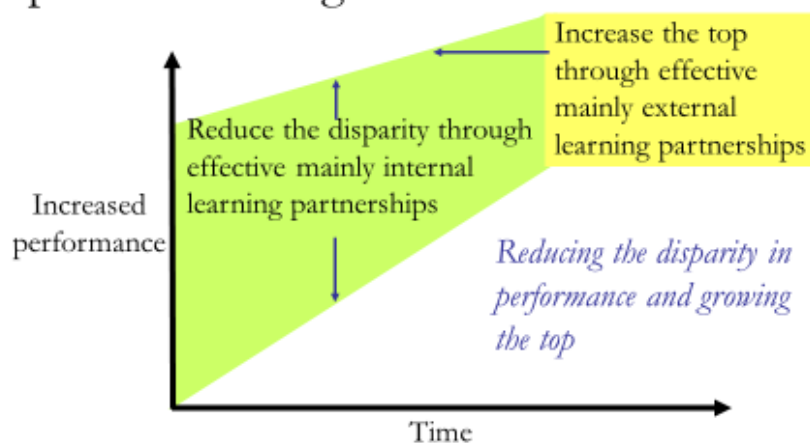 Increase the top
through effective
mainly external
learning partnerships
Reduce the disparity through
effective mainly internal
learning partnerships
Increased
performance
Reducing the disparity in
performance and growing
the top
Time